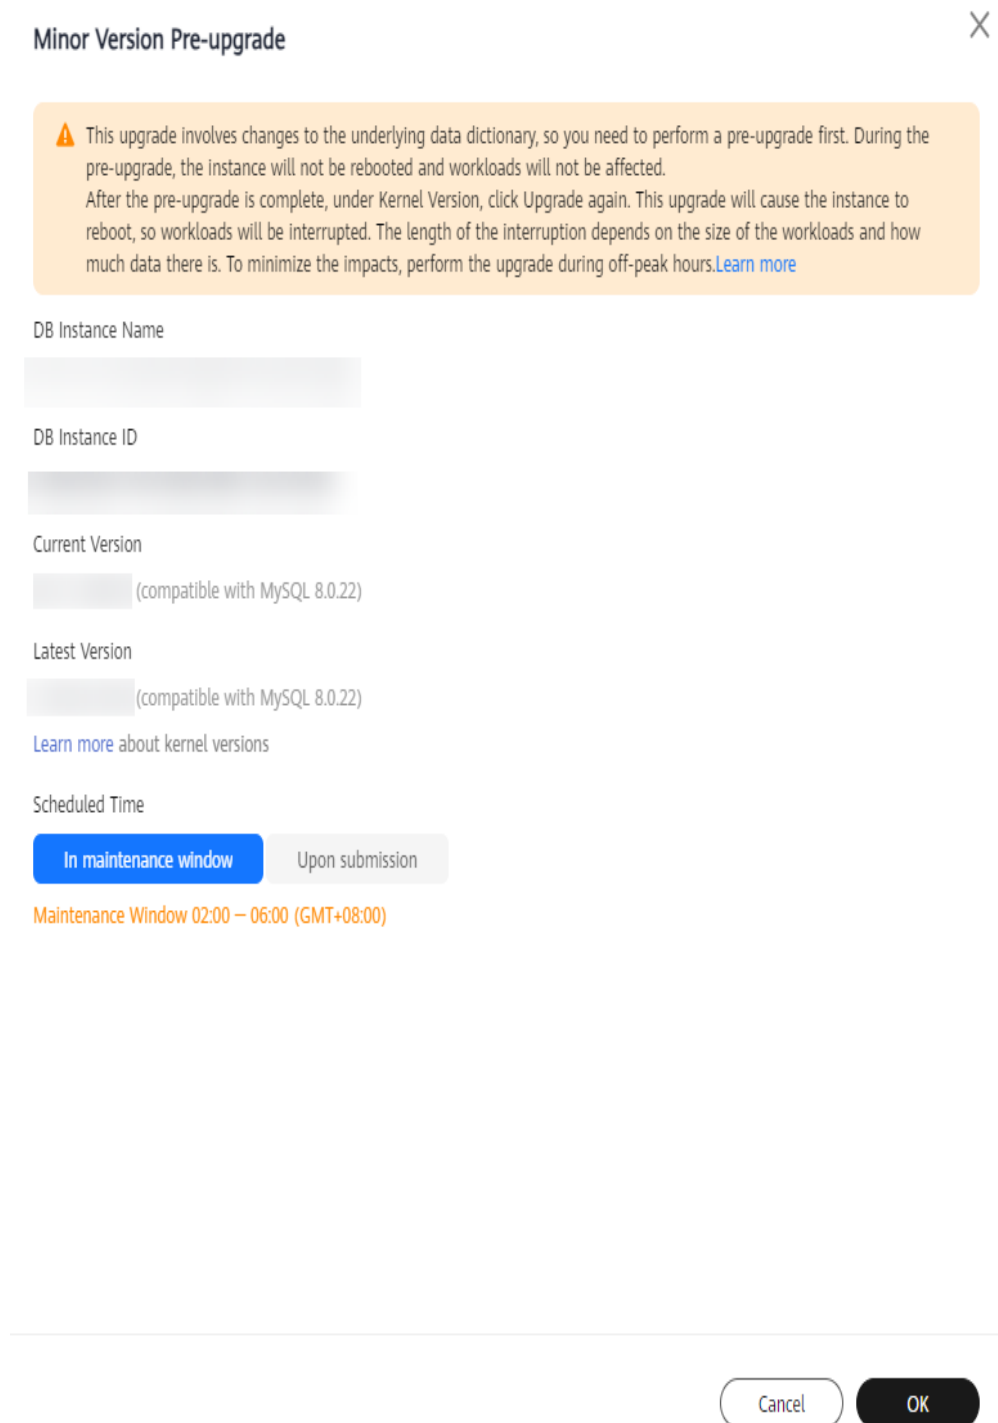 Minor Version Pre-upgrade
X
This upgrade involves changes to the underlying data dictionary, so you need to perform a pre-upgrade first. During the
pre-upgrade, the instance will not be rebooted and workloads will not be affected.
After the pre-upgrade is complete, under Kernel Version, click Upgrade again. This upgrade will cause the instance to
reboot, so workloads will be interrupted. The length of the interruption depends on the size of the workloads and how
much data there is. To minimize the impacts, perform the upgrade during off-peak hours.Learn more
DB Instance Name
DB Instance ID
Current Version
(compatible with MySQL 8.0.22)
Latest Version
(compatible with MySQL 8.0.22)
Learn more about kernel versions
Scheduled Time
In maintenance window Upon submission
Maintenance Window 02:00 — 06:00 (GMT+08:00)
Cancel OK